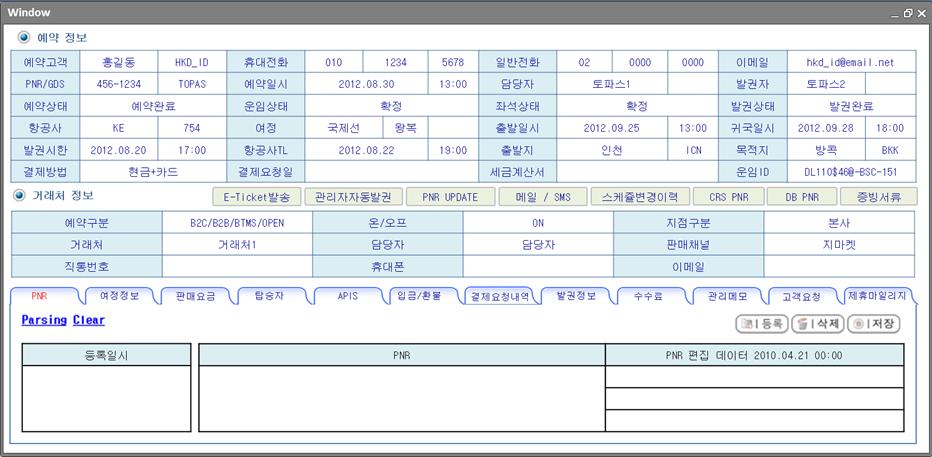 Window
예약 정보
예약고객 홍길동 HKD_ID 휴대전화 010 1234 5678 일반전화 02 0000 0000 이메일 hkd_id@email.net
PNR/GDS 456-1234 TOPAS 예약일시 2012.08.30 13:00 담당자 토파스1 발권자 토파스2
예약상태 예약완료 운임상태 확정 좌석상태 확정 발권상태 발권완료
항공사 KE 754 여정 국제선 왕복 출발일시 2012.09.25 13:00 귀국일시 2012.09.28 18:00
발권시한 2012.08.20 17:00 항공사TL 2012.08.22 19:00 출발지 인천 ICN 목적지 방콕 BKK
결제방법 현금+카드 결제요청일 세금계산서 운임ID DL110$46@-BSC-151
거래처 정보 E-Ticket발송 관리자자동발권 PNR UPDATE 메일 / SMS 스케쥴변경이력 CRS PNR DB PNR 증빙서류
예약구분 B2C/B2B/BTMS/OPEN 온/오프 ON 지점구분 본사
거래처 거래처1 담당자 담당자 판매채널 지마켓
직통번호 휴대폰 이메일
PNR 여정정보 판매요금 탑승자 APIS 입금/환불 결제요청내역 발권정보 수수료 관리메모 고객요청 제휴마일리지
Parsing Clear
등록 삭제 저장
등록일시 PNR PNR 편집 데이터 2010.04.21 00:00